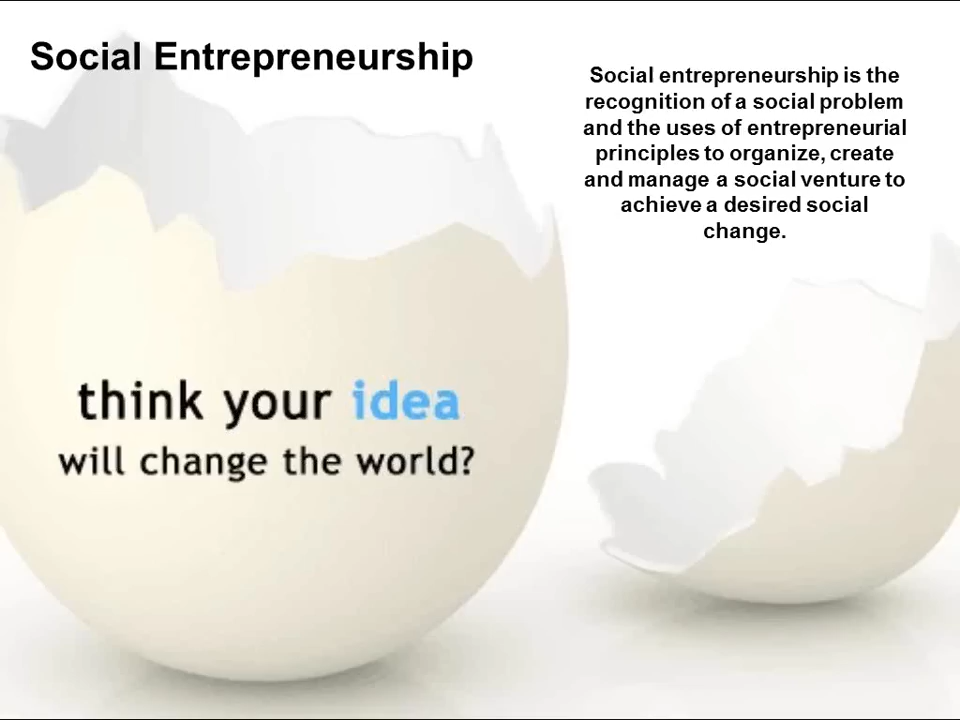 Social Entrepreneurship
Social entrepreneurship is the
recognition of a social problem
and the uses of entrepreneurial
principles to organize, create
and manage a social venture to
achieve a desired social
change.
think your idea
will change the world?